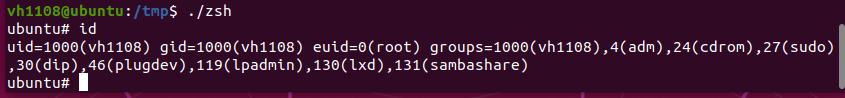 vh1108@ubuntu:/tmp$ ./zsh
ubuntu# id
uid=1000(vh1108) gid=1000(vh1108) euid=0(root) groups=1000(vh1108),4(adm),24(cdrom),27(sudo)
,30(dip),46(plugdev),119(lpadmin),130(lxd),131(sambashare)
ubuntu#